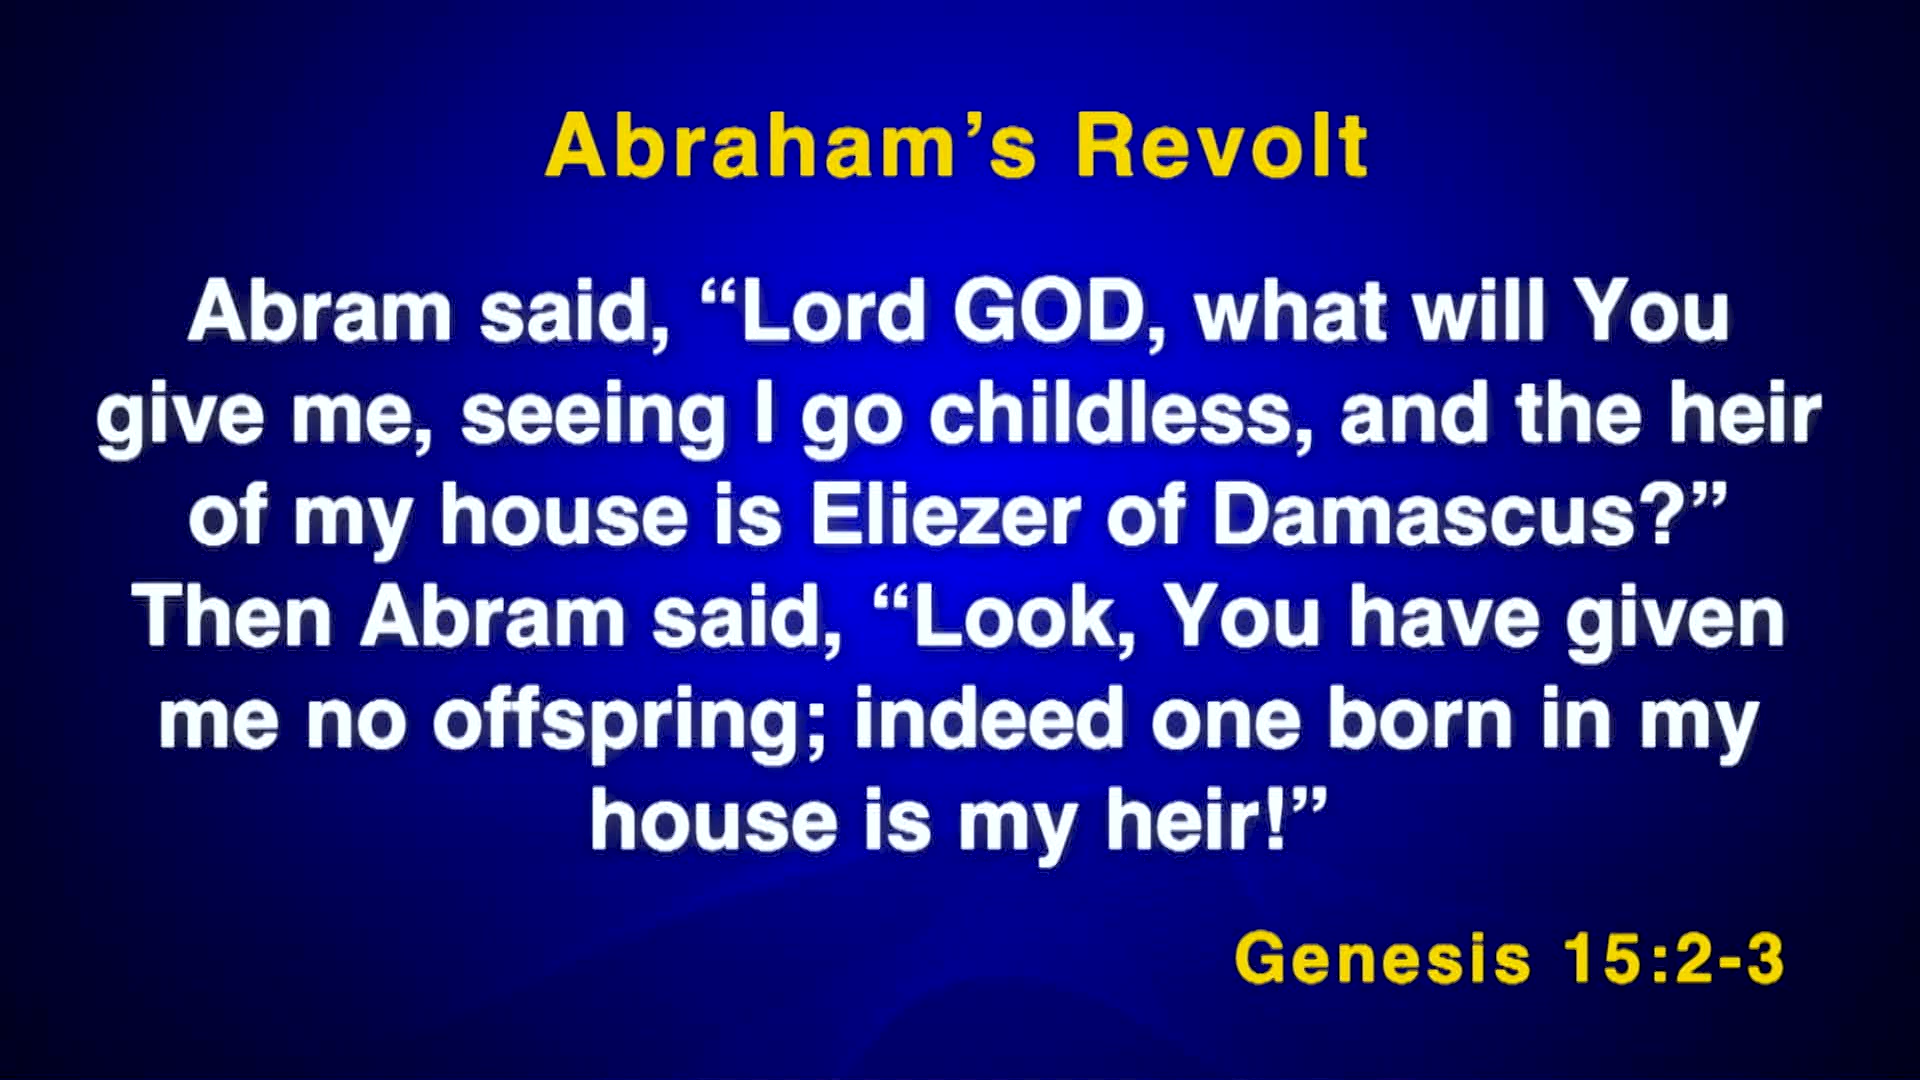 Abraham’s Revolt
Abram said, “Lord GOD, what will You
give me, seeing I go childless, and the heir
of my house is Eliezer of Damascus?”
Then Abram said, “Look, You have given
me no offspring; indeed one born in my
house is my heir!”
Genesis 15:2-3